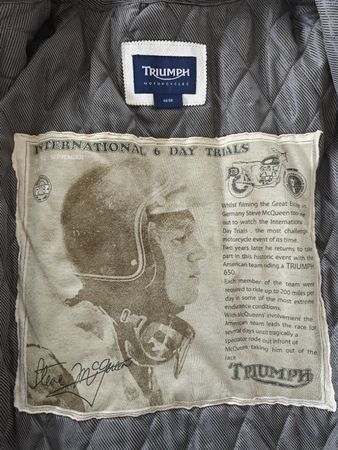 TRIUMPH
MOTORCYCLES
INTERNATIONAL 6 DAY TRIALS
SEPTEMBER
Whilst filming the Great Escape in
Germany Steve McQueen too
out to watch the International
Day Trials , the most challenge
motorcycle event of its time.
Two years later he returns to take
part in this historic event with the
American team riding a TRIUMPH
650.
Each member of the team were
required to ride up to 200 miles per
day in some of the most extreme
endurance conditions.
With McQueens' involvement the
American team leads the race for
several days until tragically a
spectator rode out infront of
McQueen taking him out of the
race
Steve McQueen
TRIUMPH